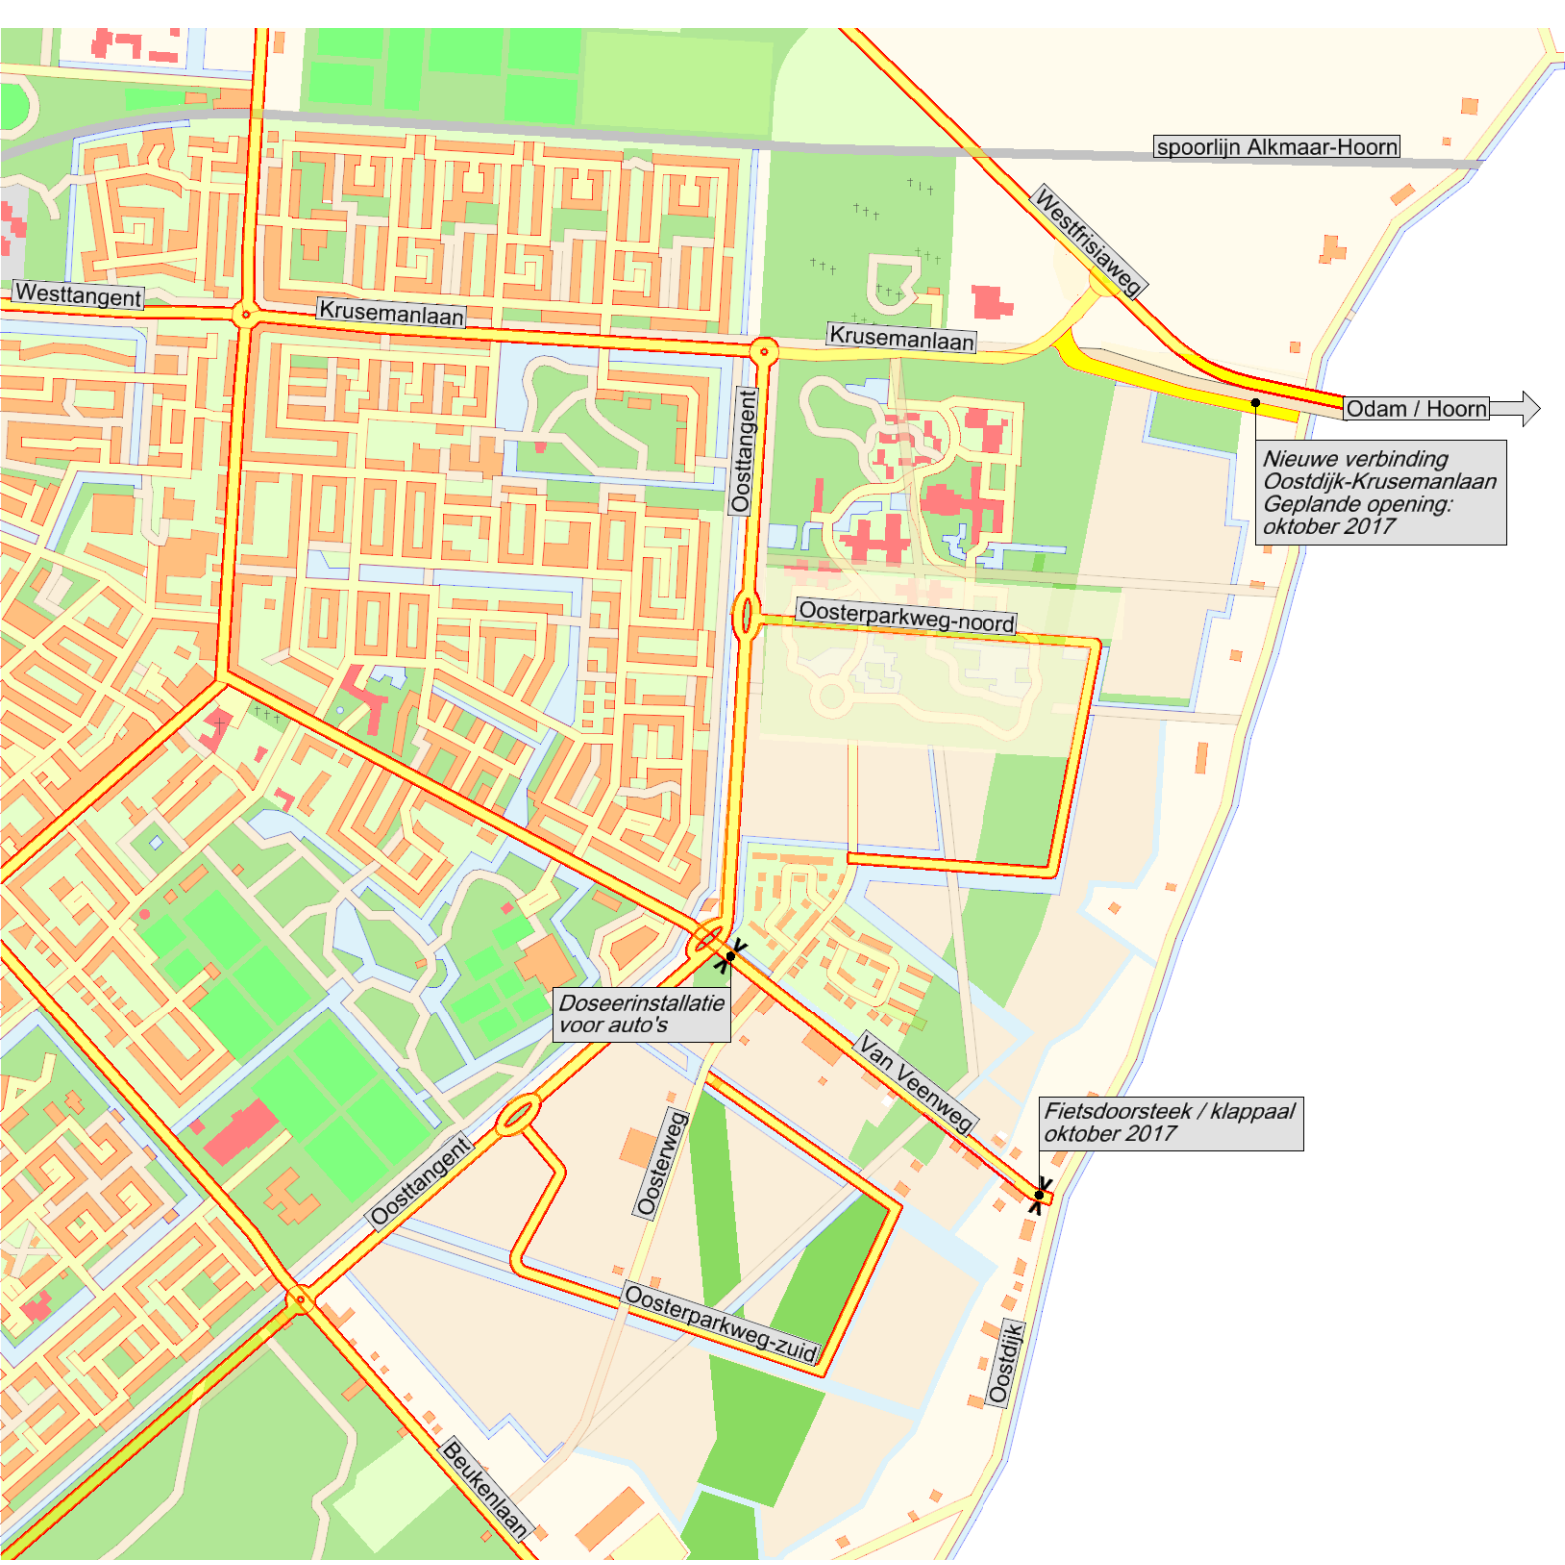 spoorlijn Alkmaar-Hoorn
Westfrisiaweg
Westtangent
Krusemanlaan
Krusemanlaan
Odam / Hoorn
Oosttangent
Nieuwe verbinding
Oostdijk-Krusemanlaan
Geplande opening:
oktober 2017
Oosterparkweg-noord
Doseerinstallatie
voor auto's
Van Veenweg
Fietsdoorsteek / klappaal
oktober 2017
Oosterweg
Oosttangent
Oosterparkweg-zuid
Oostdijk
Beukenlaan